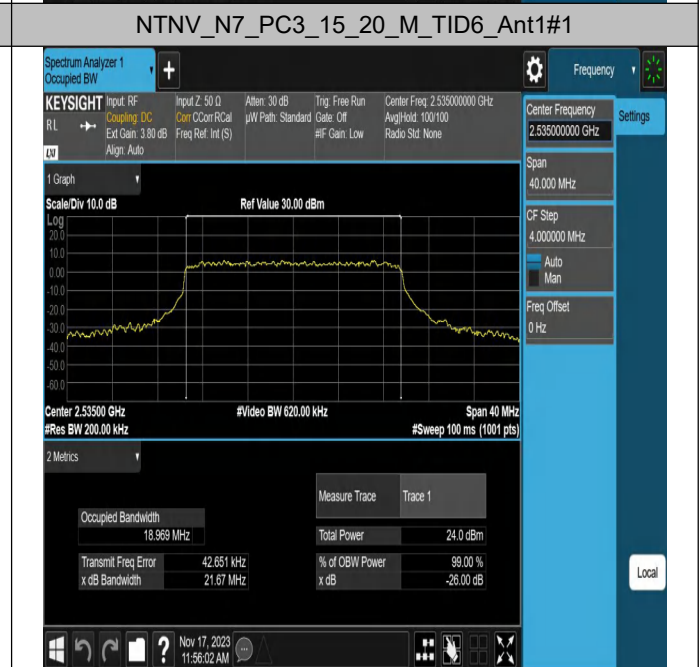 NTNV_N7_PC3_15_20_M_TID6_Ant1#1
Spectrum Analyzer 1
Occupied BW
+
Frequency
KEYSIGHT
RL
LXI
Input: RF
Coupling: DC
Ext Gain: 3.80 dB
Align: Auto
Input Z: 50 Ω
Corr CCorr RCal
Freq Ref: Int (S)
Atten: 30 dB
µW Path: Standard
Trig: Free Run
Gate: Off
#IF Gain: Low
Center Freq: 2.535000000 GHz
Avg|Hold: 100/100
Radio Std: None
Center Frequency
2.535000000 GHz
Settings
Span
40.000 MHz
CF Step
4.000000 MHz
Auto
Man
Freq Offset
0 Hz
1 Graph
Scale/Div 10.0 dB
Ref Value 30.00 dBm
Log
20.0
10.0
0.00
-10.0
-20.0
-30.0
-40.0
-50.0
-60.0
Center 2.53500 GHz
#Video BW 620.00 kHz
Span 40 MHz
#Res BW 200.00 kHz
#Sweep 100 ms (1001 pts)
2 Metrics
Measure Trace Trace 1
Occupied Bandwidth
18.969 MHz
Total Power 24.0 dBm
Transmit Freq Error 42.651 kHz
% of OBW Power 99.00 %
x dB Bandwidth 21.67 MHz
x dB -26.00 dB
Local
?
Nov 17, 2023
11:56:02 AM